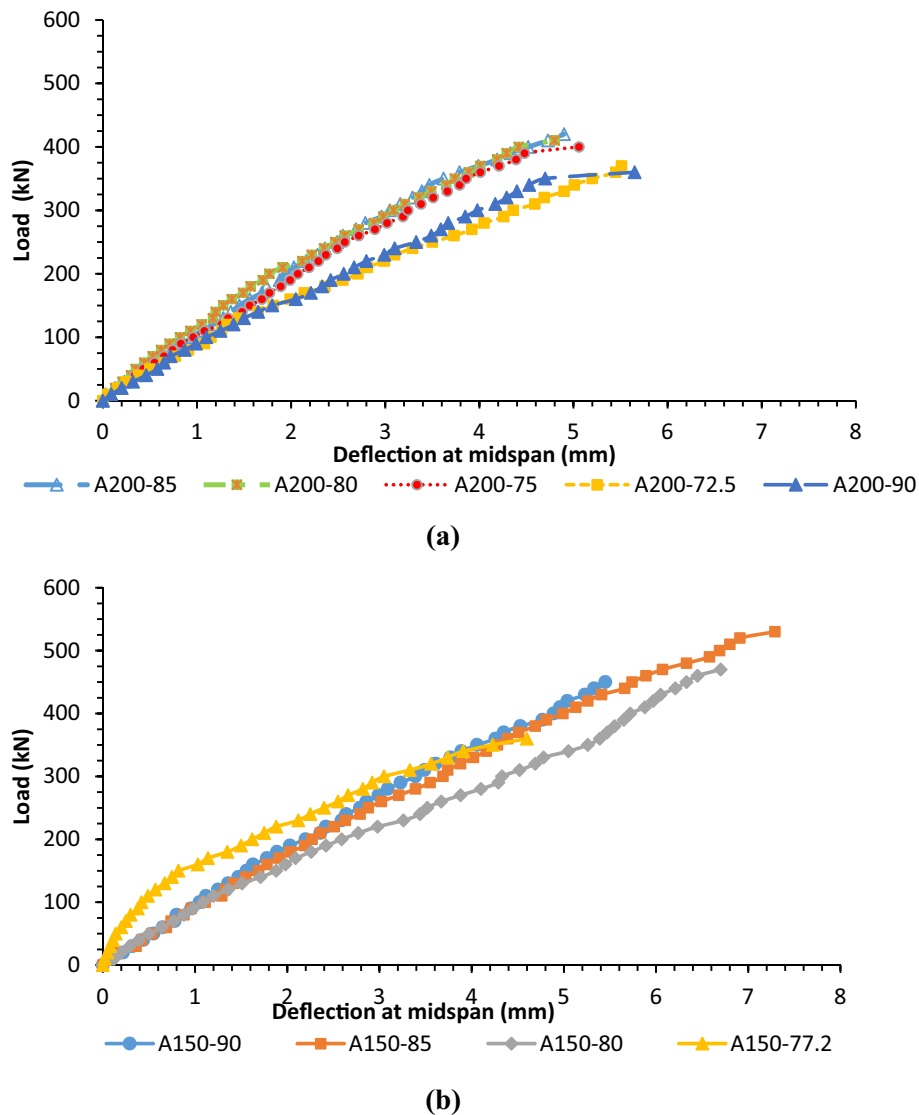 600
500
400
300
200
100
0
Load (kN)
0 1 2 3 4 5 6 7 8
Deflection at midspan (mm)
A200-85 A200-80 A200-75 A200-72.5 A200-90
(a)
600
500
400
300
200
100
0
Load (kN)
0 1 2 3 4 5 6 7 8
Deflection at midspan (mm)
A150-90 A150-85 A150-80 A150-77.2
(b)